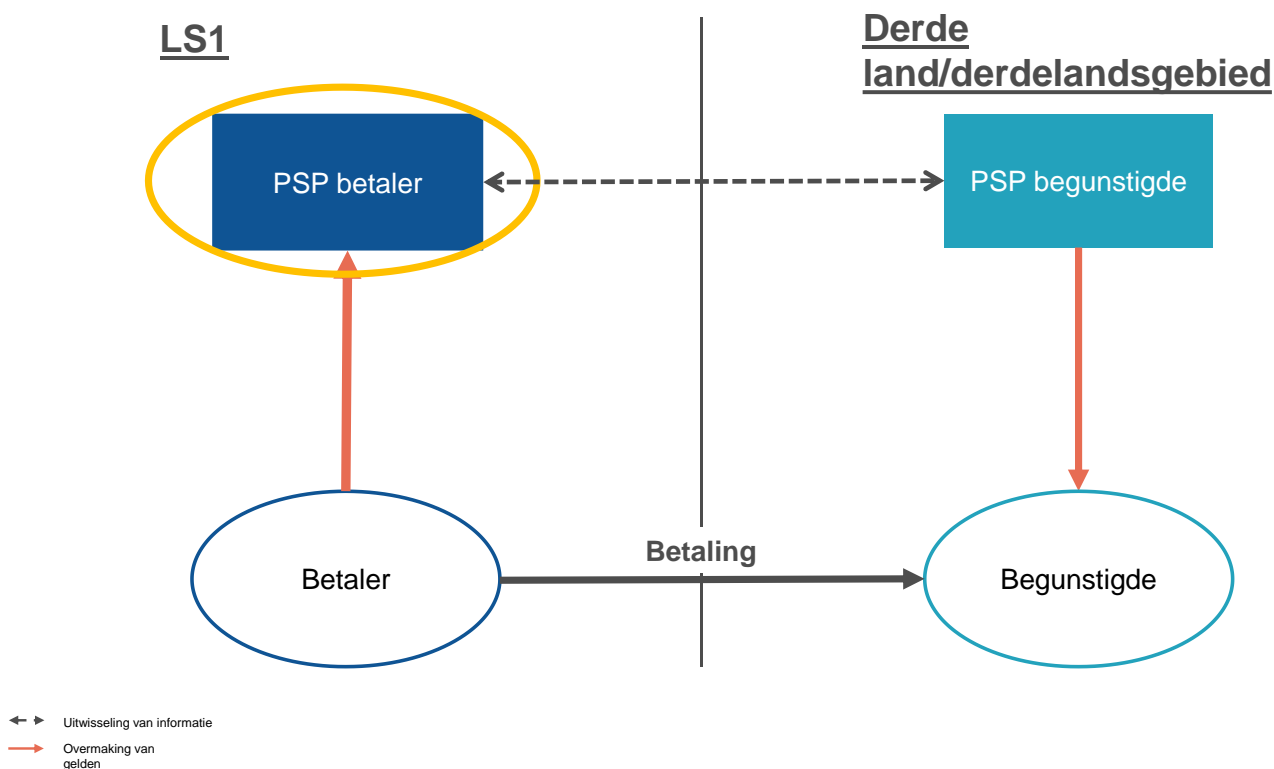 LS1
Derde
land/derdelandsgebied
PSP betaler
PSP begunstigde
Betaling
Betaler
Begunstigde
Uitwisseling van informatie
Overmaking van
gelden